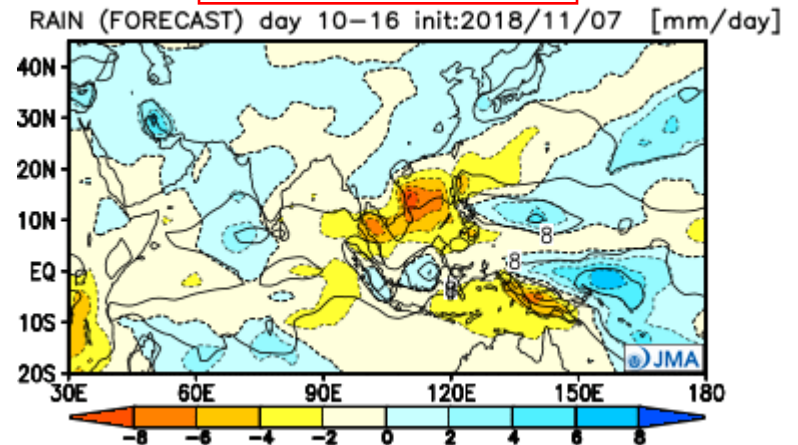 RAIN (FORECAST) day 10-16 init:2018/11/07 [mm/day]
40N
30N
20N
10N
EQ
10S
20S
8
8
JMA
30E 60E 90E 120E 150E 180
-8 -6 -4 -2 0 2 4 6 8